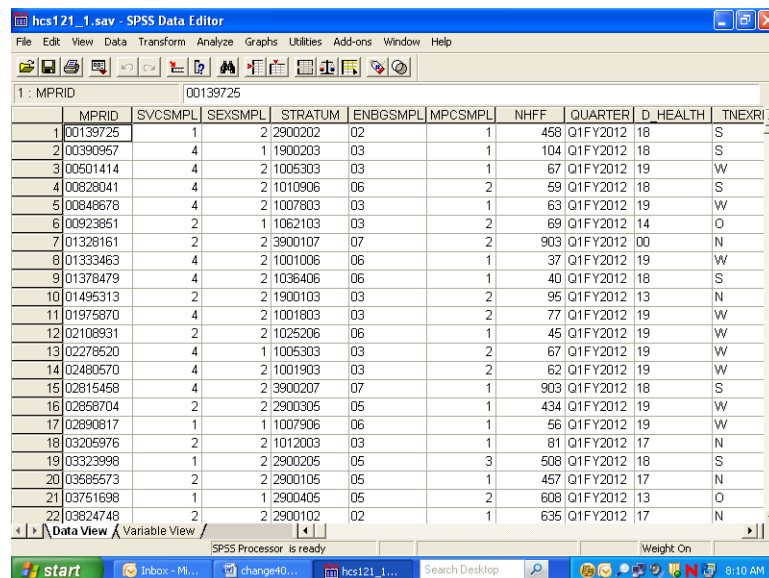 hcs121_1.sav - SPSS Data Editor
File Edit View Data Transform Analyze Graphs Utilities Add-ons Window Help
1 : MPRID 00139725
MPRID SVCSMPL SEXSMPL STRATUM ENBGSMPL MPCSMPL NHFF QUARTER D_HEALTH TNEXRE
1 00139725 1 2 2900202 02 1 458 Q1FY2012 18 S
2 00390957 4 1 1900203 03 1 104 Q1FY2012 18 S
3 00501414 4 2 1005303 03 1 67 Q1FY2012 19 W
4 00828041 4 2 1010906 06 2 59 Q1FY2012 18 S
5 00848678 4 2 1007803 03 1 63 Q1FY2012 19 W
6 00923851 2 1 1062103 03 2 69 Q1FY2012 14 O
7 01328161 2 2 3900107 07 2 903 Q1FY2012 00 N
8 01333463 4 2 1001006 06 1 37 Q1FY2012 19 W
9 01378479 4 2 1036406 06 1 40 Q1FY2012 18 S
10 01495313 2 2 1900103 03 2 95 Q1FY2012 13 N
11 01975870 4 2 1001803 03 2 77 Q1FY2012 19 W
12 02108931 2 2 1025206 06 1 45 Q1FY2012 19 W
13 02278520 4 1 1005303 03 2 67 Q1FY2012 19 W
14 02480570 4 2 1001903 03 2 62 Q1FY2012 19 W
15 02815458 4 2 3900207 07 1 903 Q1FY2012 18 S
16 02858704 2 2 2900305 05 1 434 Q1FY2012 19 W
17 02890817 1 1 1007906 06 1 56 Q1FY2012 19 W
18 03205976 2 2 1012003 03 1 81 Q1FY2012 17 N
19 03323998 1 2 2900205 05 3 508 Q1FY2012 18 S
20 03585573 2 2 2900105 05 1 457 Q1FY2012 17 N
21 03751698 1 1 2900405 05 2 608 Q1FY2012 13 O
22 03824748 2 2 2900102 02 1 635 Q1FY2012 17 N
Data View Variable View
SPSS Processor is ready Weight On
start Inbox - Mi... change40... hcs121_1... Search Desktop N 8:10 AM